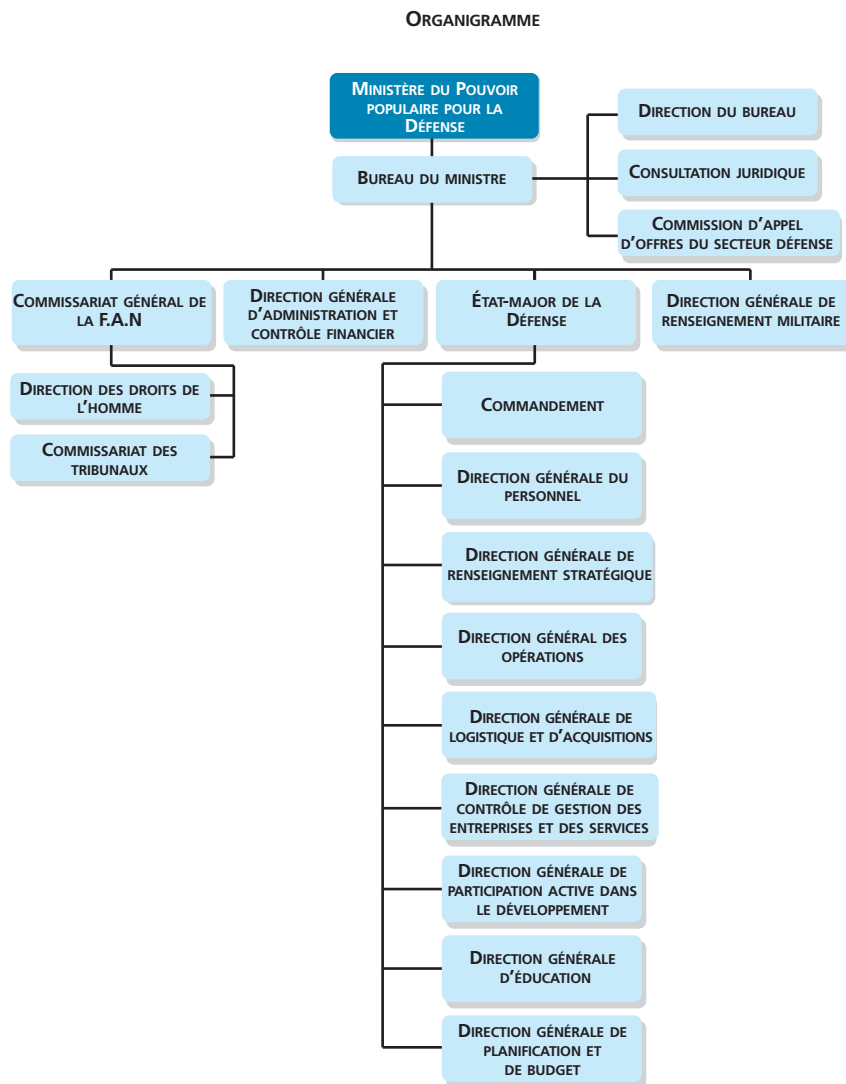 Organigramme
Ministère du Pouvoir
populaire pour la
Défense
Bureau du ministre
Direction du bureau
Consultation juridique
Commission d'appel
d'offres du secteur défense
Commissariat général de
la F.A.N
Direction générale
d'administration et
contrôle financier
État-major de la
Défense
Direction générale de
renseignement militaire
Direction des droits de
l'homme
Commissariat des
tribunaux
Commandement
Direction générale du
personnel
Direction générale de
renseignement stratégique
Direction général des
opérations
Direction générale de
logistique et d'acquisitions
Direction générale de
contrôle de gestion des
entreprises et des services
Direction générale de
participation active dans
le développement
Direction générale
d'éducation
Direction générale de
planification et
de budget